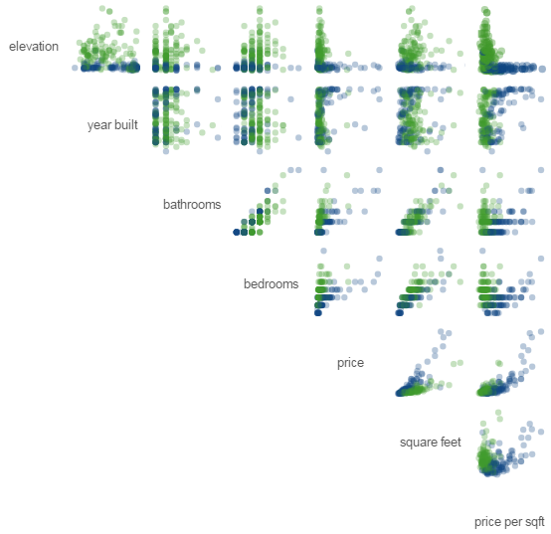 elevation
year built
bathrooms
bedrooms
price
square feet
price per sqft